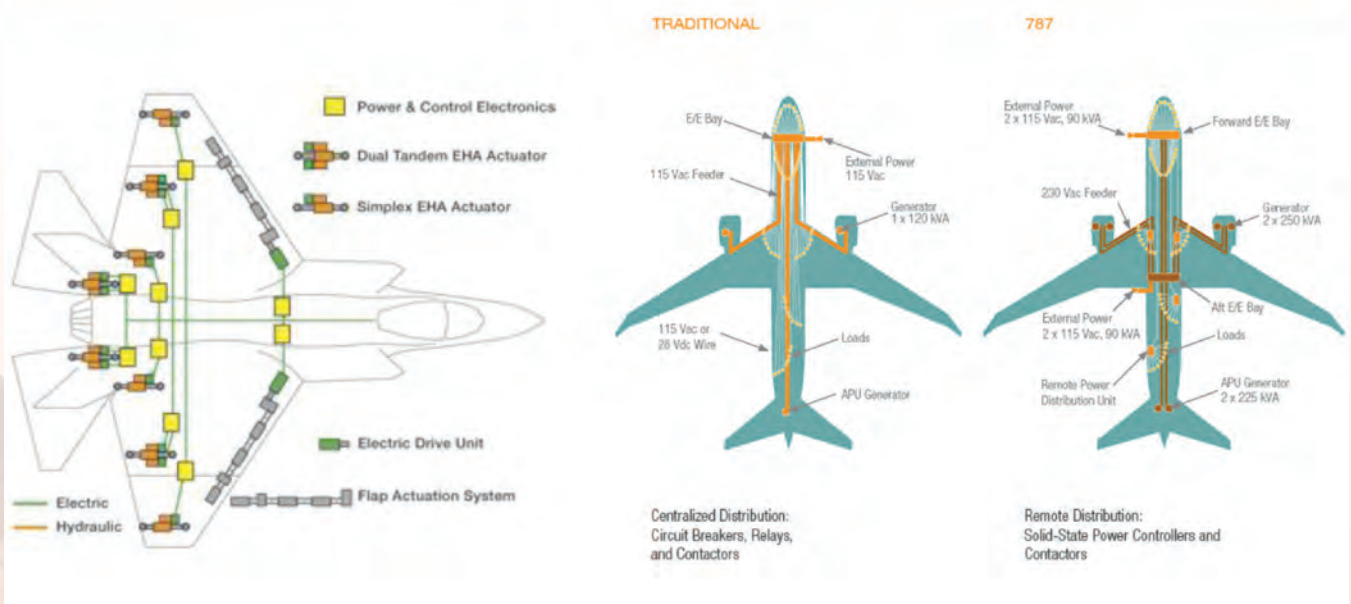 Power & Control Electronics
Dual Tandem EHA Actuator
Simplex EHA Actuator
Electric Drive Unit
Flap Actuation System
Electric
Hydraulic
TRADITIONAL
E/E Bay
External Power
115 Vac
115 Vac Feeder
Generator
1 x 120 kVA
115 Vac or
28 Vdc Wire
Loads
APU Generator
Centralized Distribution:
Circuit Breakers, Relays,
and Contactors
787
External Power
2 x 115 Vac, 90 kVA
Forward E/E Bay
230 Vac Feeder
Generator
2 x 250 kVA
Aft E/E Bay
External Power
2 x 115 Vac, 90 kVA
Loads
Remote Power
Distribution Unit
APU Generator
2 x 225 kVA
Remote Distribution:
Solid-State Power Controllers and
Contactors